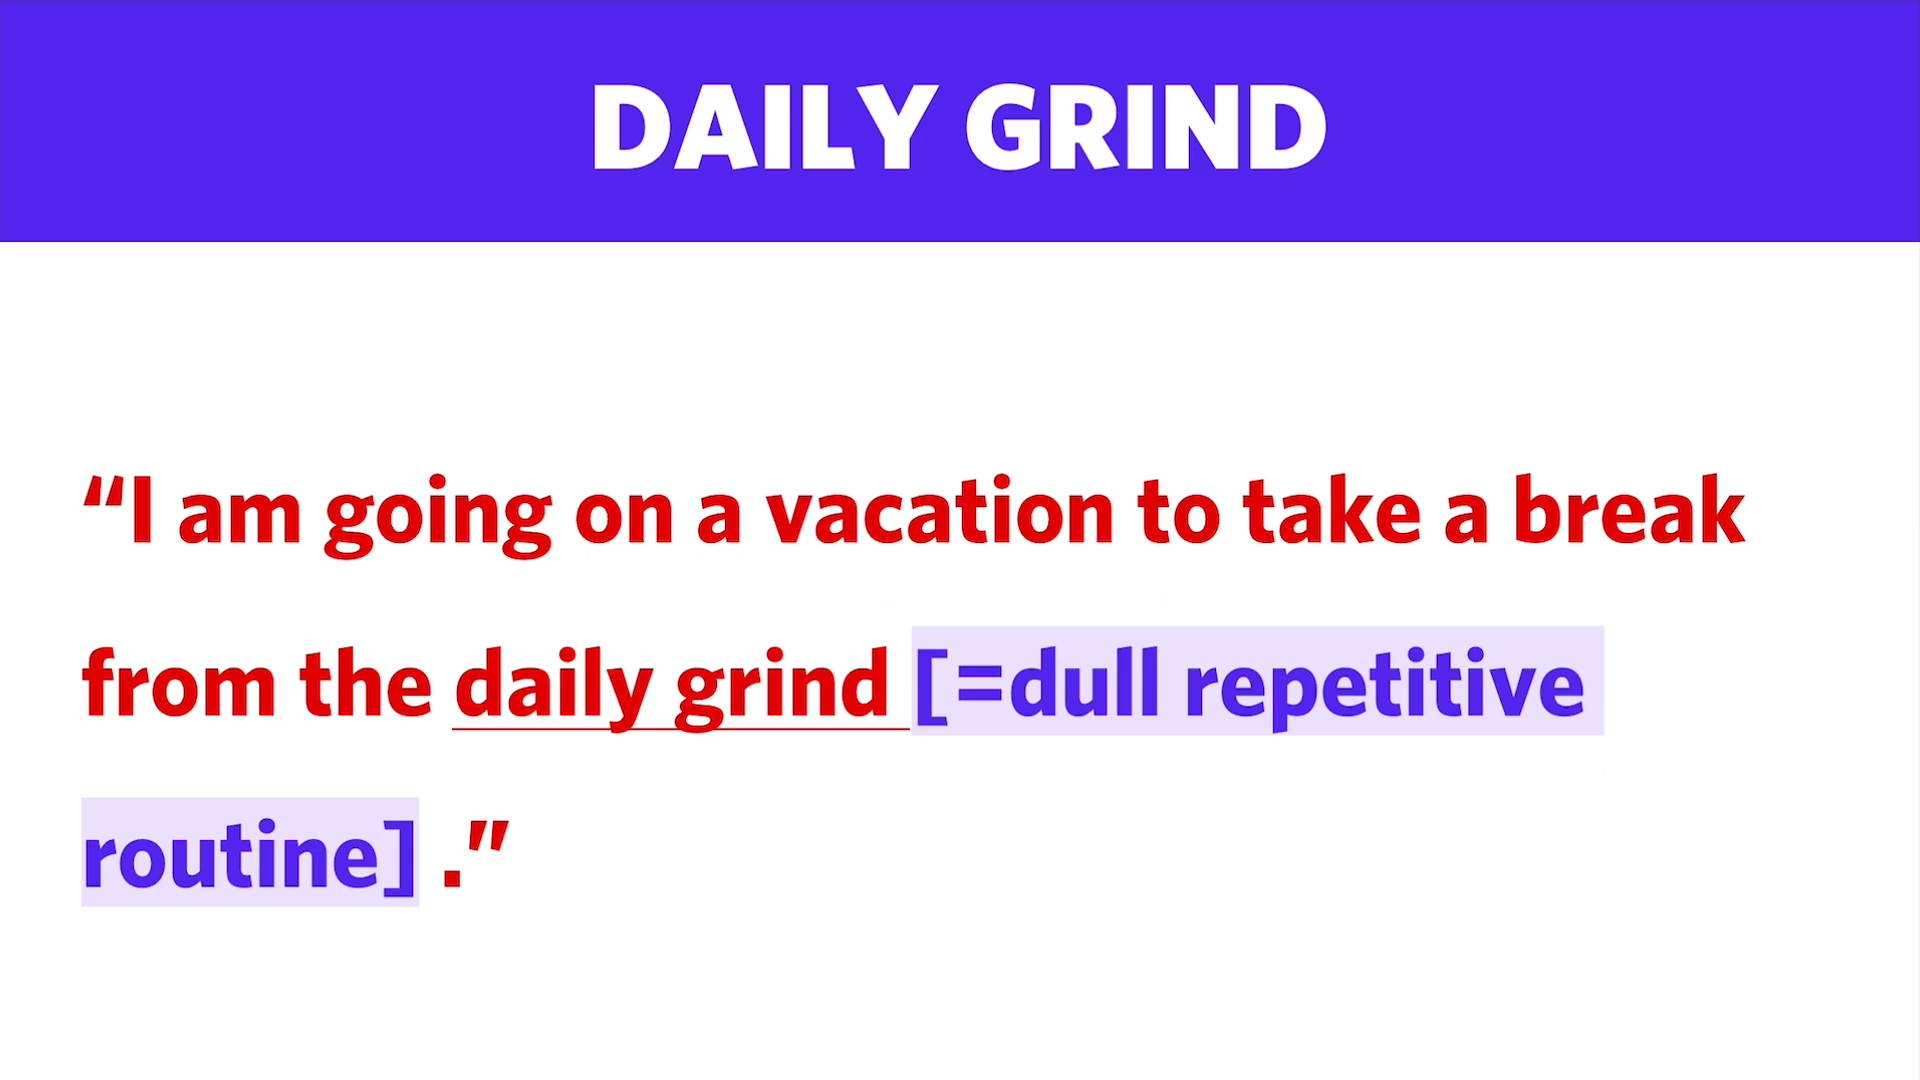 DAILY GRIND
“I am going on a vacation to take a break
from the daily grind [=dull repetitive
routine] .”